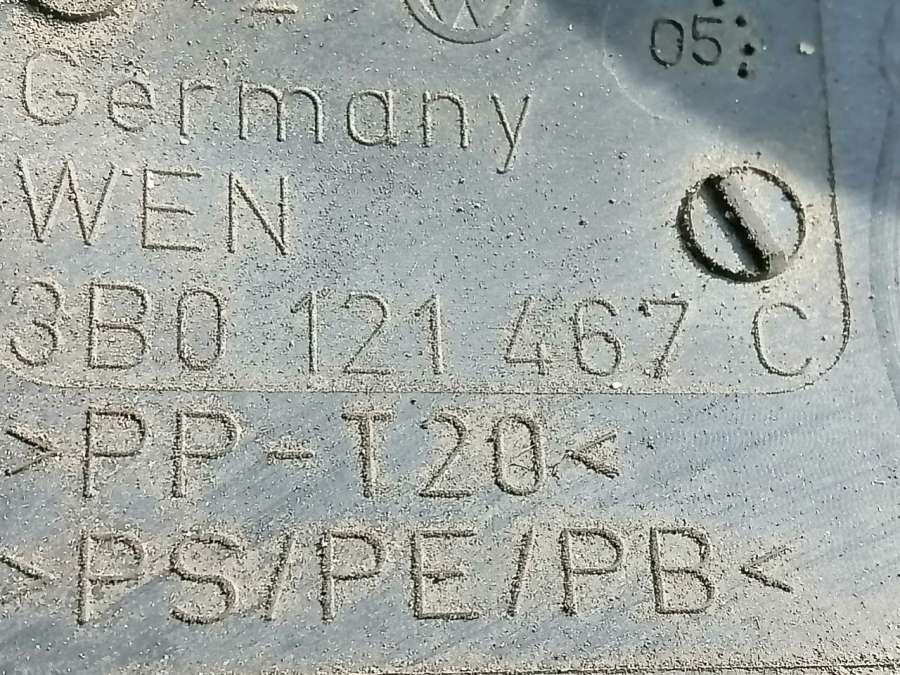 05
Germany
WEN
3B0 121 467 C
>PP-T20<
>PS/PE/PB<